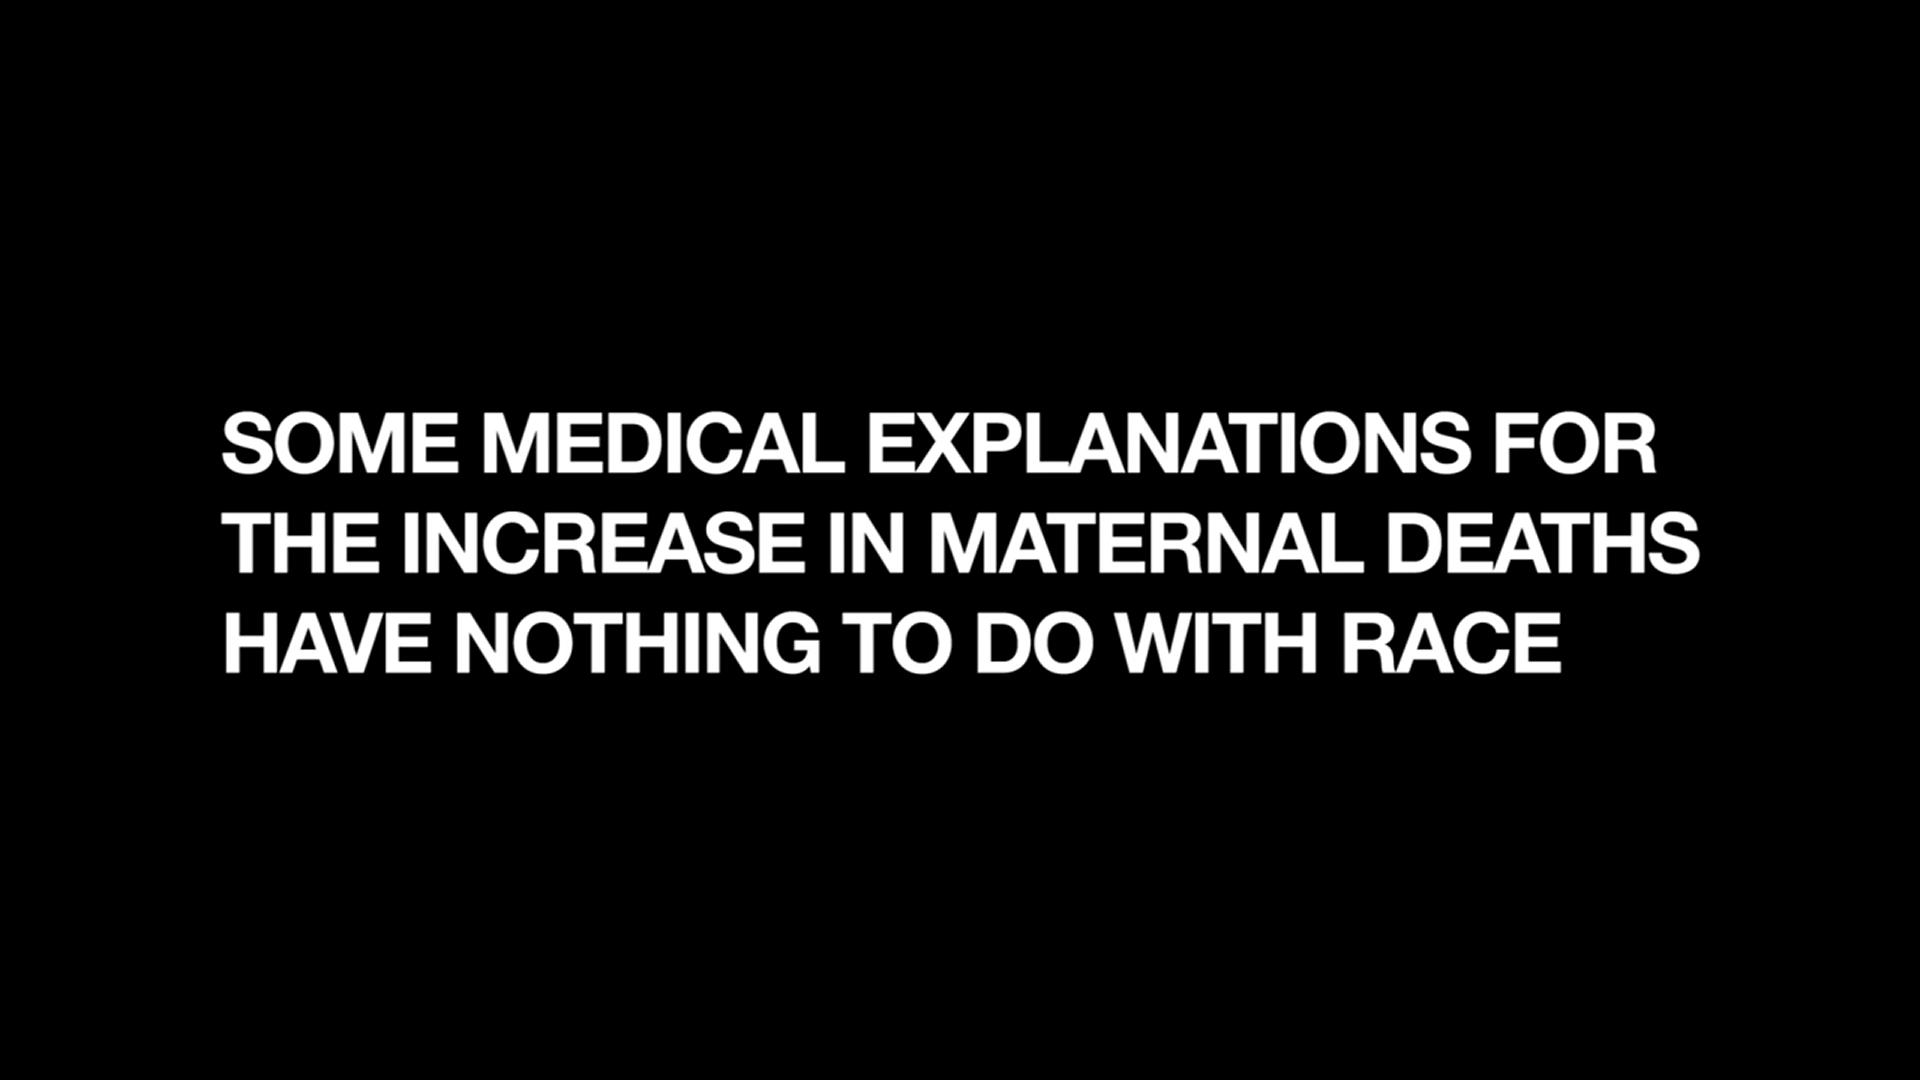 SOME MEDICAL EXPLANATIONS FOR
THE INCREASE IN MATERNAL DEATHS
HAVE NOTHING TO DO WITH RACE